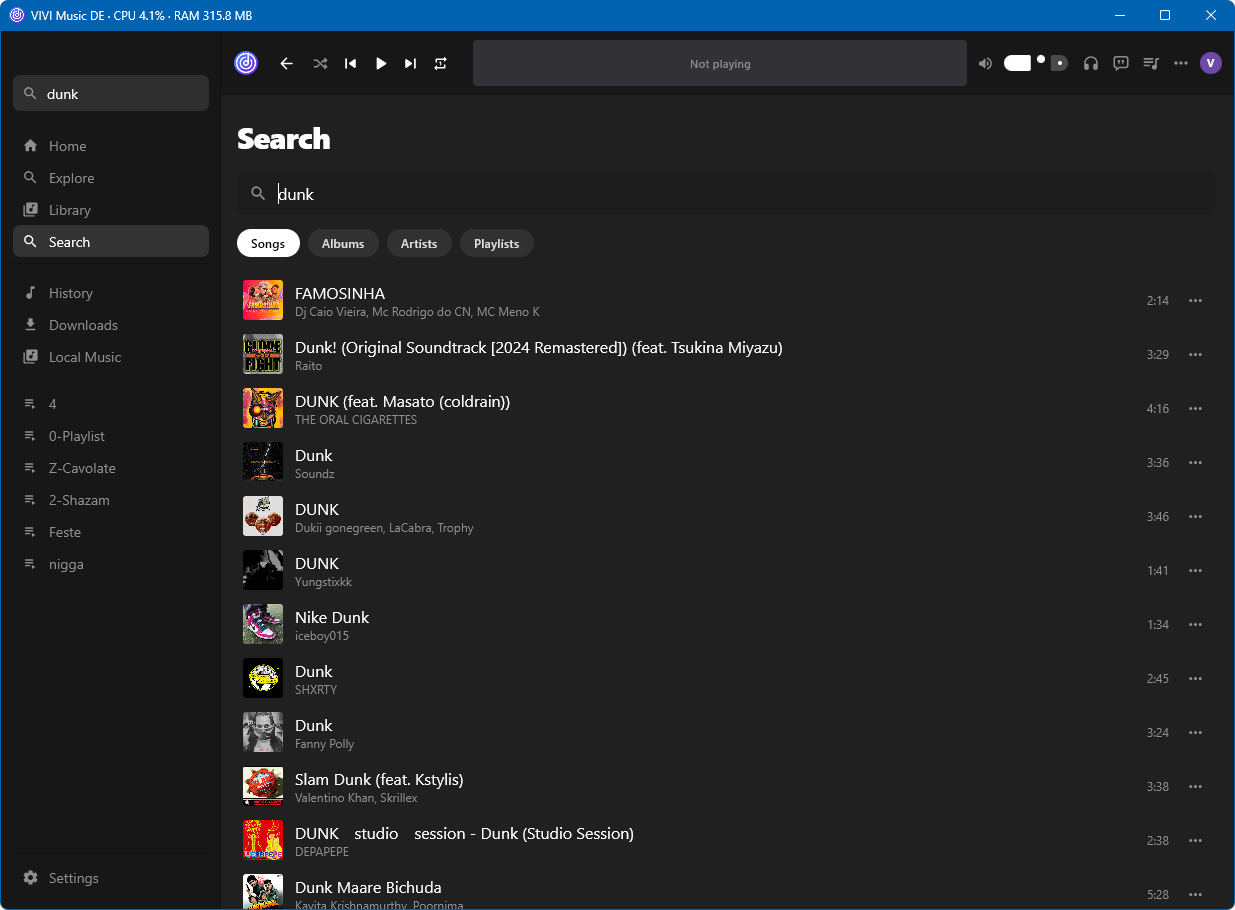 VIVI Music DE · CPU 4.1% · RAM 315.8 MB
dunk
Home
Explore
Library
Search
History
Downloads
Local Music
4
0-Playlist
Z-Cavolate
2-Shazam
Feste
nigga
Settings
Not playing
V
Search
dunk
Songs
Albums
Artists
Playlists
FAMOSINHA
Dj Caio Vieira, Mc Rodrigo do CN, MC Meno K
2:14
Dunk! (Original Soundtrack [2024 Remastered]) (feat. Tsukina Miyazu)
Raito
3:29
DUNK (feat. Masato (coldrain))
THE ORAL CIGARETTES
4:16
Dunk
Soundz
3:36
DUNK
Dukii gonegreen, LaCabra, Trophy
3:46
DUNK
Yungstixkk
1:41
Nike Dunk
iceboy015
1:34
Dunk
SHXRTY
2:45
Dunk
Fanny Polly
3:24
Slam Dunk (feat. Kstylis)
Valentino Khan, Skrillex
3:38
DUNK　studio　session - Dunk (Studio Session)
DEPAPEPE
2:38
Dunk Maare Bichuda
Kavita Krishnamurthy, Poornima
5:28